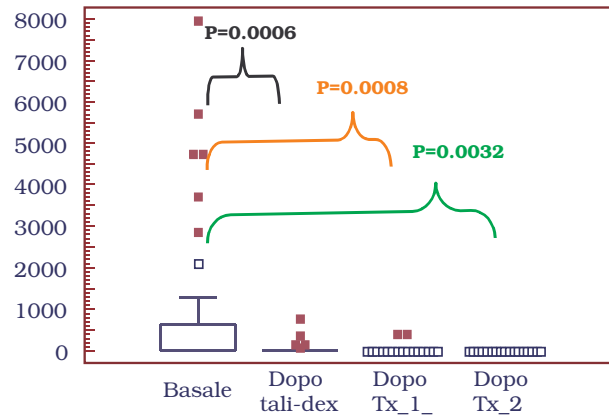 8000
7000
6000
5000
4000
3000
2000
1000
0
P=0.0006
P=0.0008
P=0.0032
Basale
Dopo
tali-dex
Dopo
Tx_1_
Dopo
Tx_2